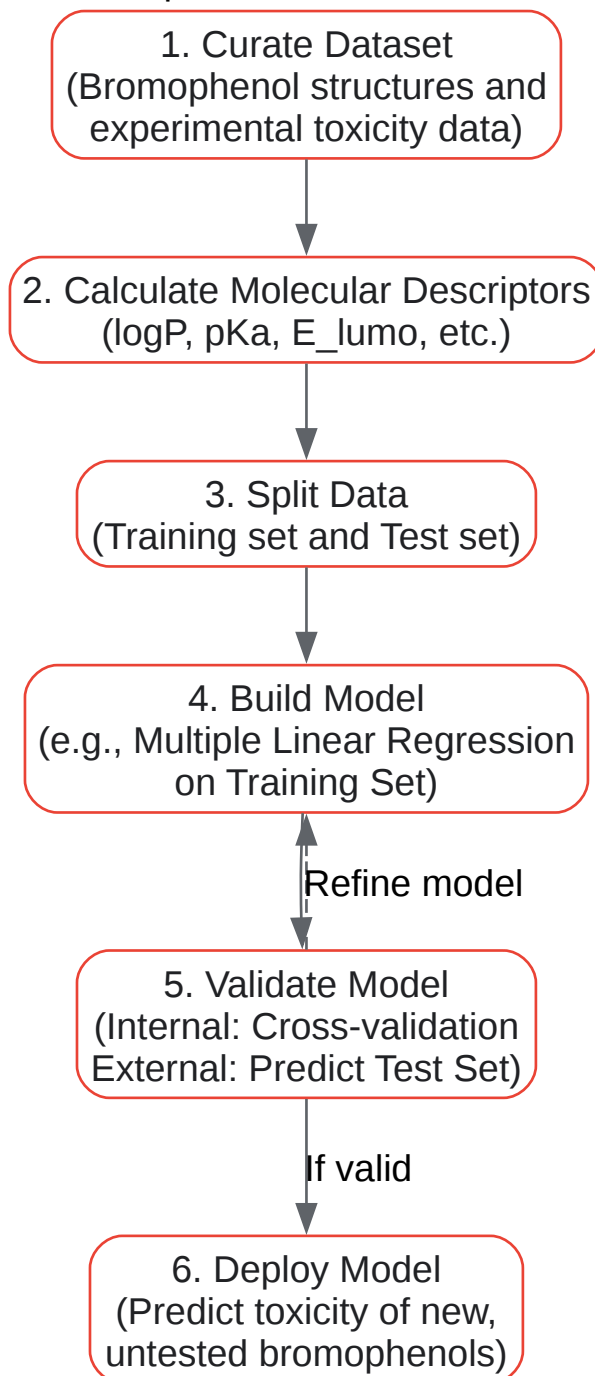 1. Curate Dataset
(Bromophenol structures and
experimental toxicity data)
2. Calculate Molecular Descriptors
(logP, pKa, E_lumo, etc.)
3. Split Data
(Training set and Test set)
4. Build Model
(e.g., Multiple Linear Regression
on Training Set)
Refine model
5. Validate Model
(Internal: Cross-validation
External: Predict Test Set)
If valid
6. Deploy Model
(Predict toxicity of new,
untested bromophenols)